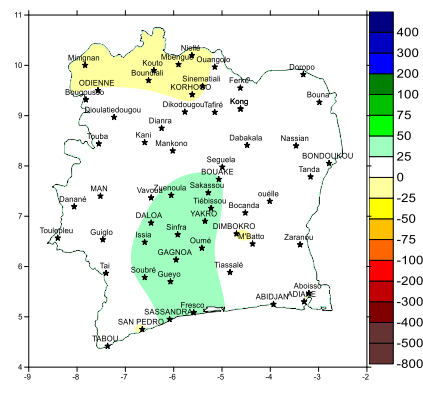 11
10
9
8
7
6
5
4
Niellé
Mbengué
Ouangolo
Minignan
Kouto
Doropo
Boundiali
Sinematiali
Ferké
ODIENNE
KORHOGO
Bougousso
Bouna
Dikodougou
Tafiré
Kong
Dioulatiedougou
Dianra
Touba
Kani
Mankono
Dabakala
Nassian
Seguela
BONDOUKOU
BOUAKE
Tanda
MAN
Vavoua
Zuenoula
Sakassou
Danané
Tiébissou
ouélle
Bocanda
DALOA
YAKRO
Toulepleu
Guiglo
Issia
Sinfra
DIMBOKRO
M'Batto
Zaranou
Oumé
GAGNOA
Tai
Soubré
Gueyo
Tiassalé
Aboisso
ABIDJAN
ADIAKE
Fresco
SASSANDRA
SAN PEDRO
TABOU
-9
-8
-7
-6
-5
-4
-3
-2
400
300
200
100
75
50
25
0
-25
-50
-75
-100
-200
-300
-400
-500
-800